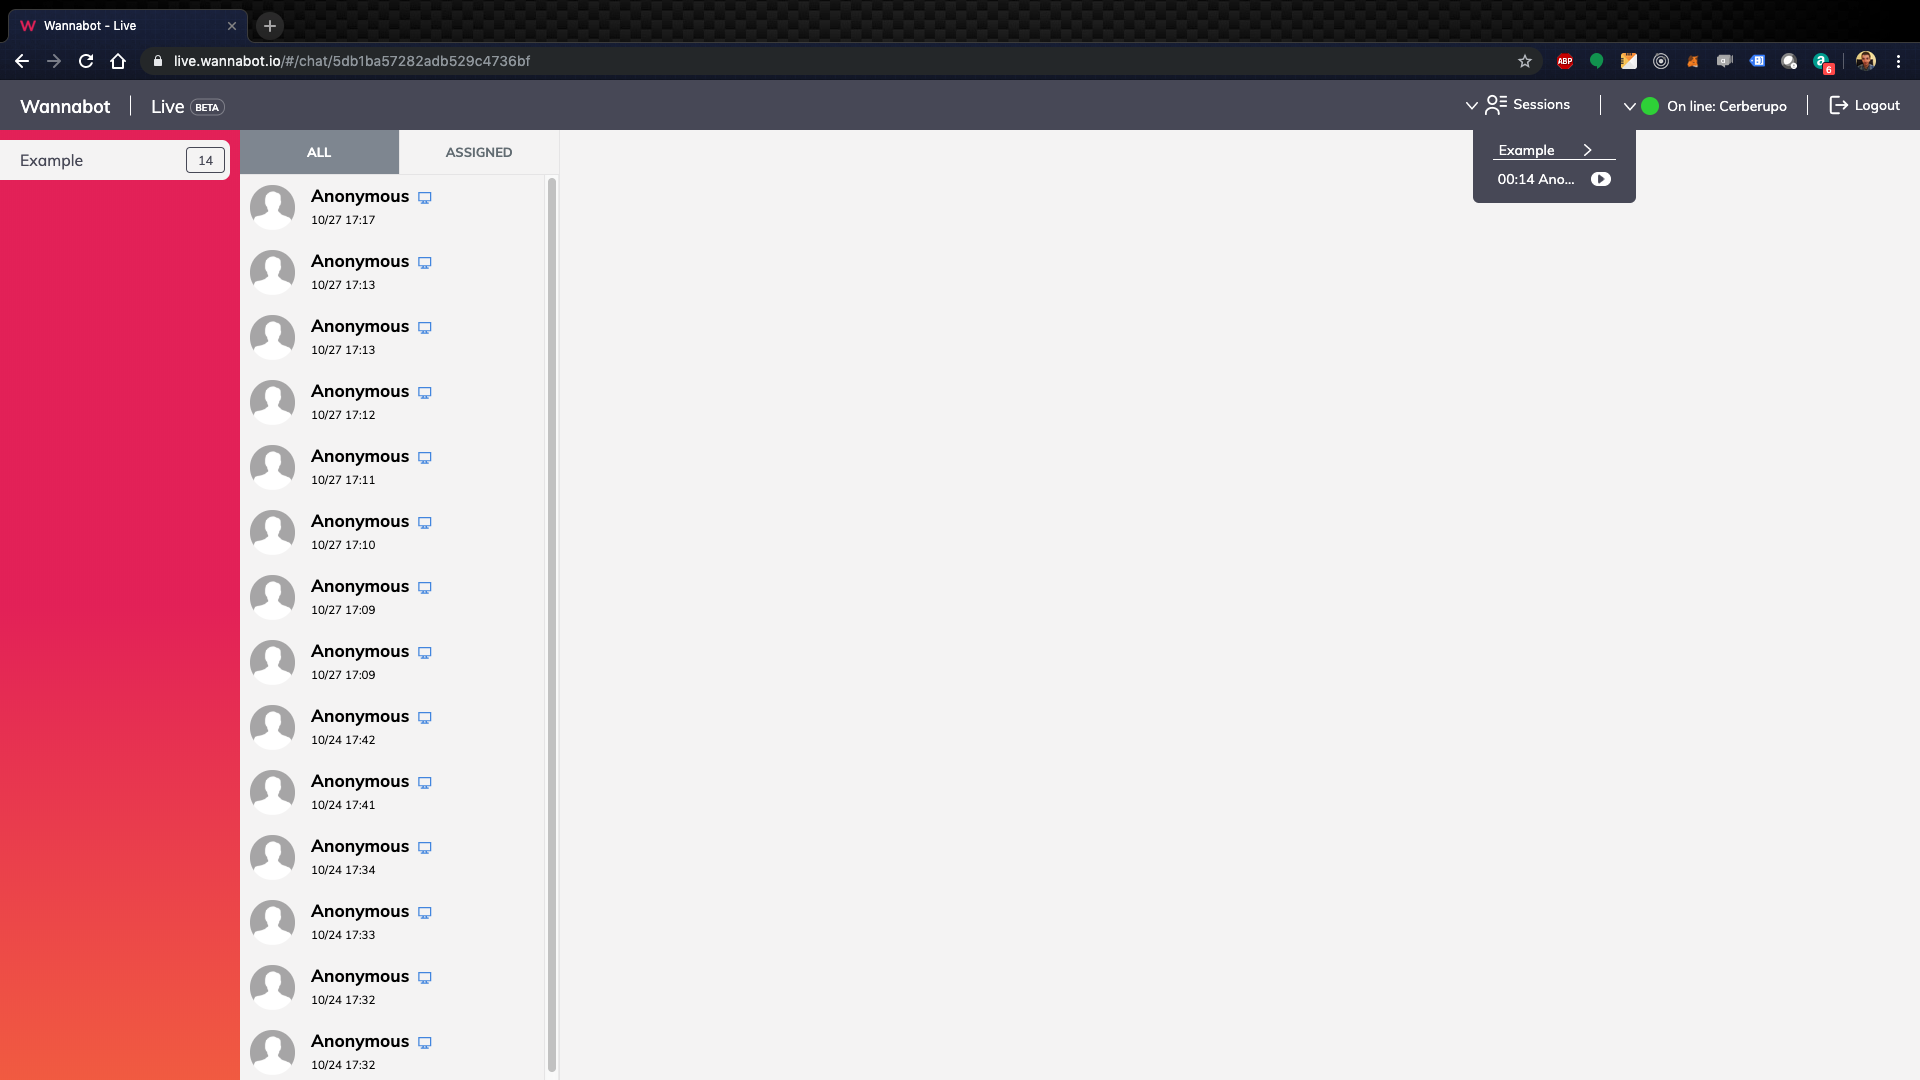 Wannabot - Live
live.wannabot.io/#/chat/5db1ba57282adb529c4736bf
ABP
6
Wannabot
Live BETA
Sessions
On line: Cerberupo
Logout
Example
00:14 Ano...
Example 14
ALL
ASSIGNED
Anonymous
10/27 17:17
Anonymous
10/27 17:13
Anonymous
10/27 17:13
Anonymous
10/27 17:12
Anonymous
10/27 17:11
Anonymous
10/27 17:10
Anonymous
10/27 17:09
Anonymous
10/27 17:09
Anonymous
10/24 17:42
Anonymous
10/24 17:41
Anonymous
10/24 17:34
Anonymous
10/24 17:33
Anonymous
10/24 17:32
Anonymous
10/24 17:32